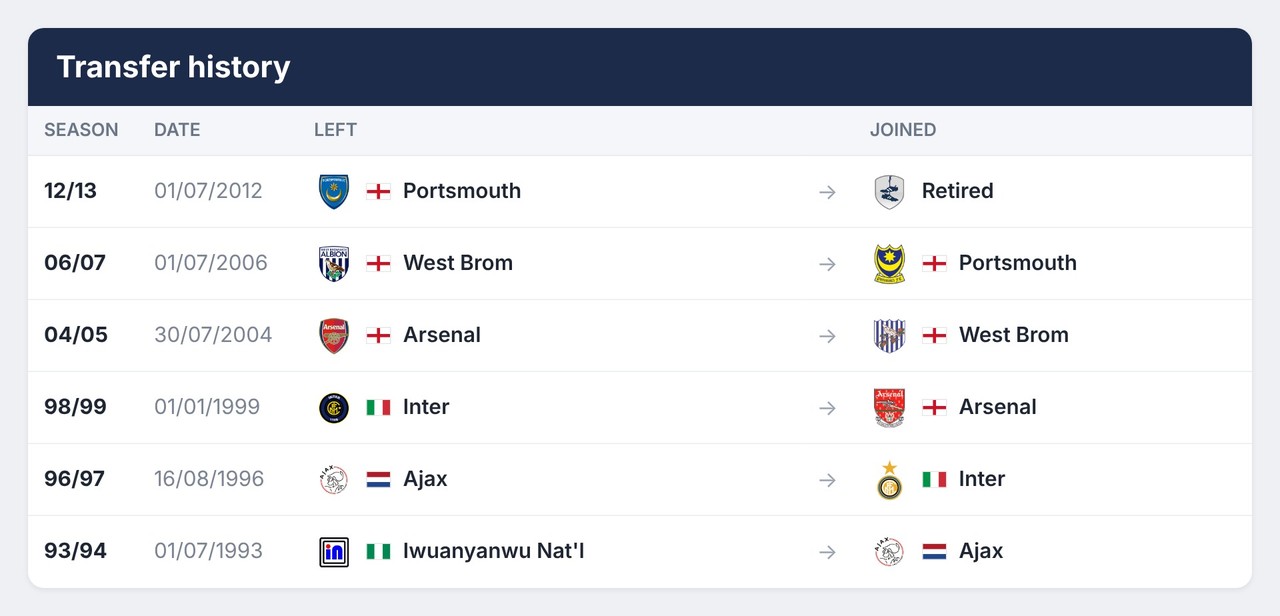 Transfer history
SEASON DATE LEFT JOINED
12/13 01/07/2012 Portsmouth → Retired
06/07 01/07/2006 West Brom → Portsmouth
04/05 30/07/2004 Arsenal → West Brom
98/99 01/01/1999 Inter → Arsenal
96/97 16/08/1996 Ajax → Inter
93/94 01/07/1993 Iwuanyanwu Nat'l → Ajax